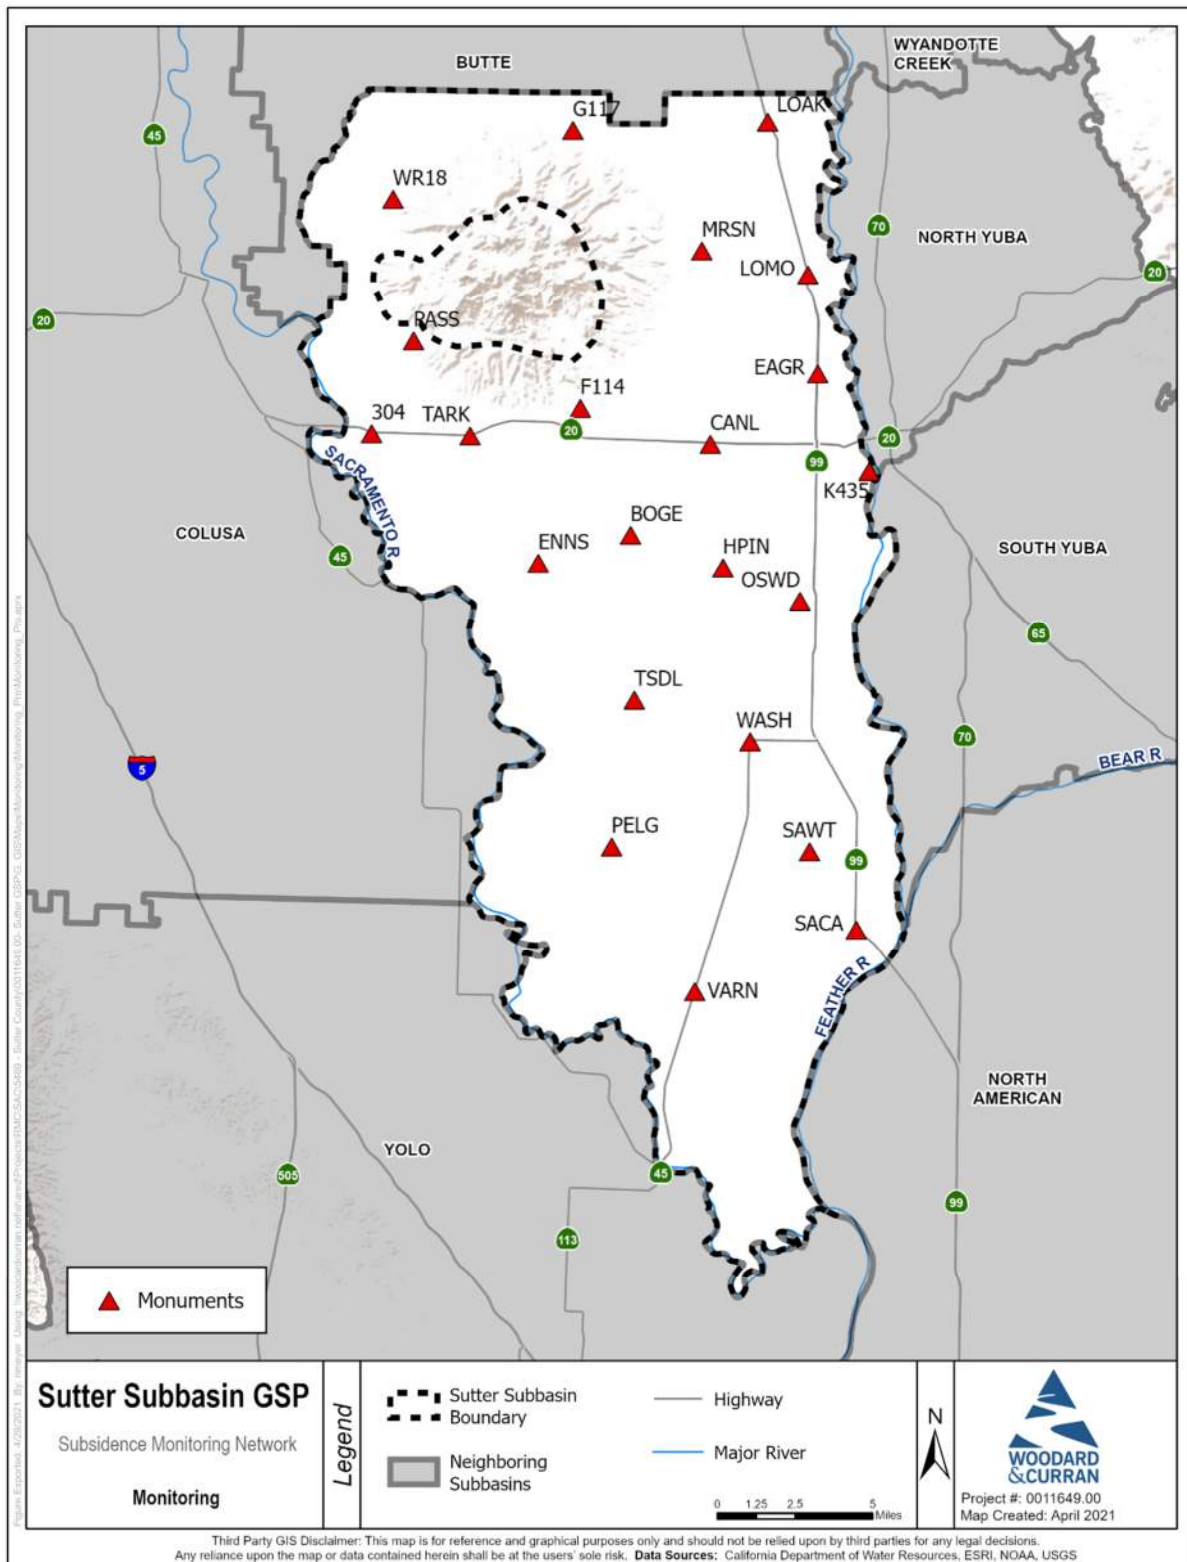 BUTTE
WYANDOTTE
CREEK
45
G117
LOAK
WR18
70
MRSN
NORTH YUBA
LOMO
20
20
PASS
EAGR
F114
304
TARK
20
CANL
20
99
SACRAMENTO R
K435
COLUSA
BOGE
45
ENNS
HPIN
SOUTH YUBA
OSWD
65
TSDL
WASH
70
BEAR R
5
PELG
SAWT
99
SACA
FEATHER R
VARN
NORTH
AMERICAN
YOLO
45
505
99
113
Monuments
Sutter Subbasin GSP
Subsidence Monitoring Network
Monitoring
Legend
Sutter Subbasin
Boundary
Neighboring
Subbasins
Highway
Major River
0 1.25 2.5 5
Miles
N
WOODARD
&CURRAN
Project #: 0011649.00
Map Created: April 2021
Third Party GIS Disclaimer: This map is for reference and graphical purposes only and should not be relied upon by third parties for any legal decisions.
Any reliance upon the map or data contained herein shall be at the users' sole risk. Data Sources: California Department of Water Resources, ESRI, NOAA, USGS
Figure Exported: 4/29/2021